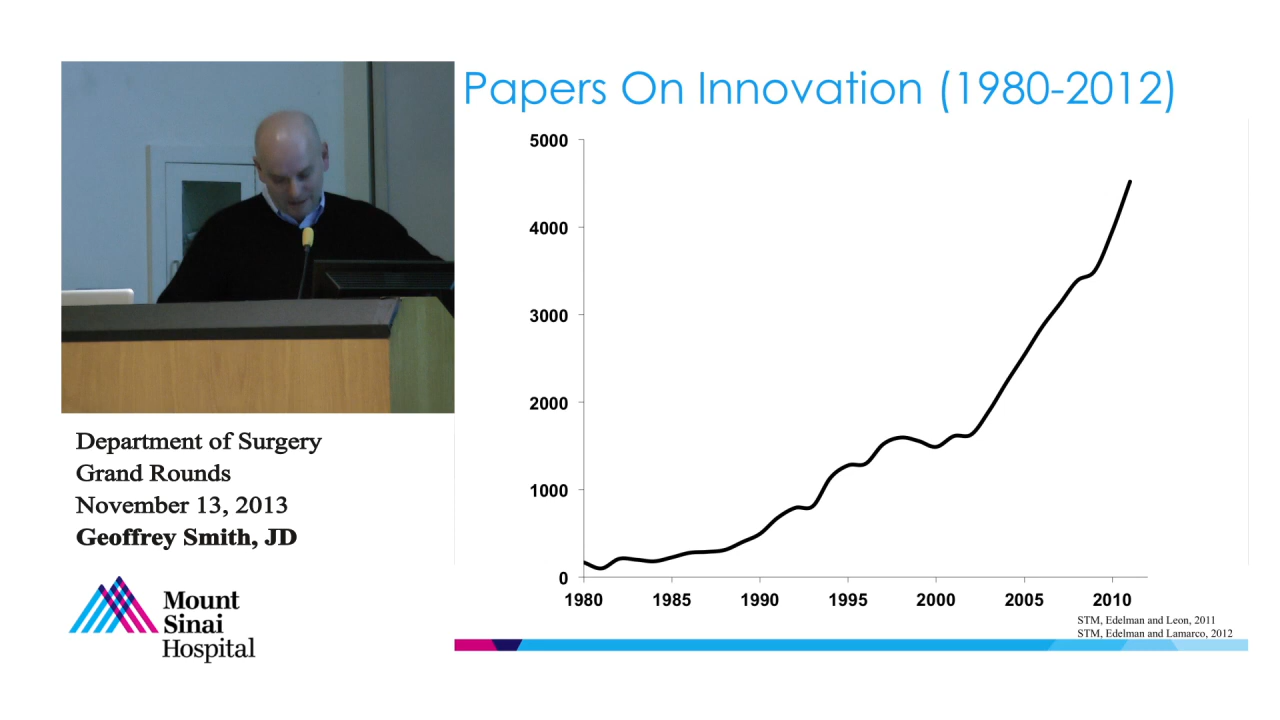 Papers On Innovation (1980-2012)
5000
4000
3000
2000
1000
0
1980 1985 1990 1995 2000 2005 2010
STM, Edelman and Leon, 2011
STM, Edelman and Lamarco, 2012
Department of Surgery
Grand Rounds
November 13, 2013
Geoffrey Smith, JD
Mount
Sinai
Hospital